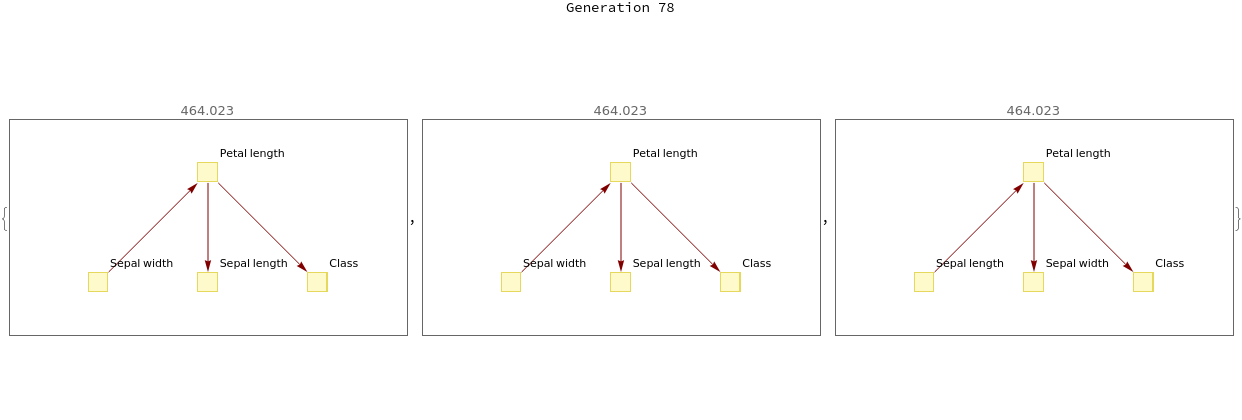 Generation 78
464.023 464.023 464.023
{ , , }
Petal length Petal length Petal length
Sepal width Sepal length Class Sepal width Sepal length Class Sepal length Sepal width Class